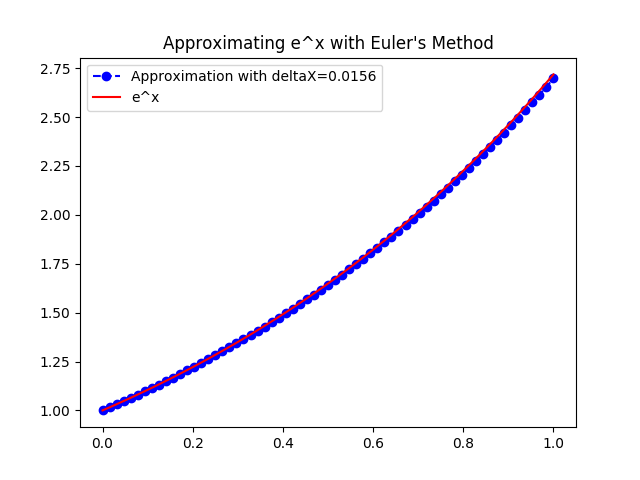 Approximating e^x with Euler's Method
Approximation with deltaX=0.0156
e^x
2.75
2.50
2.25
2.00
1.75
1.50
1.25
1.00
0.0 0.2 0.4 0.6 0.8 1.0